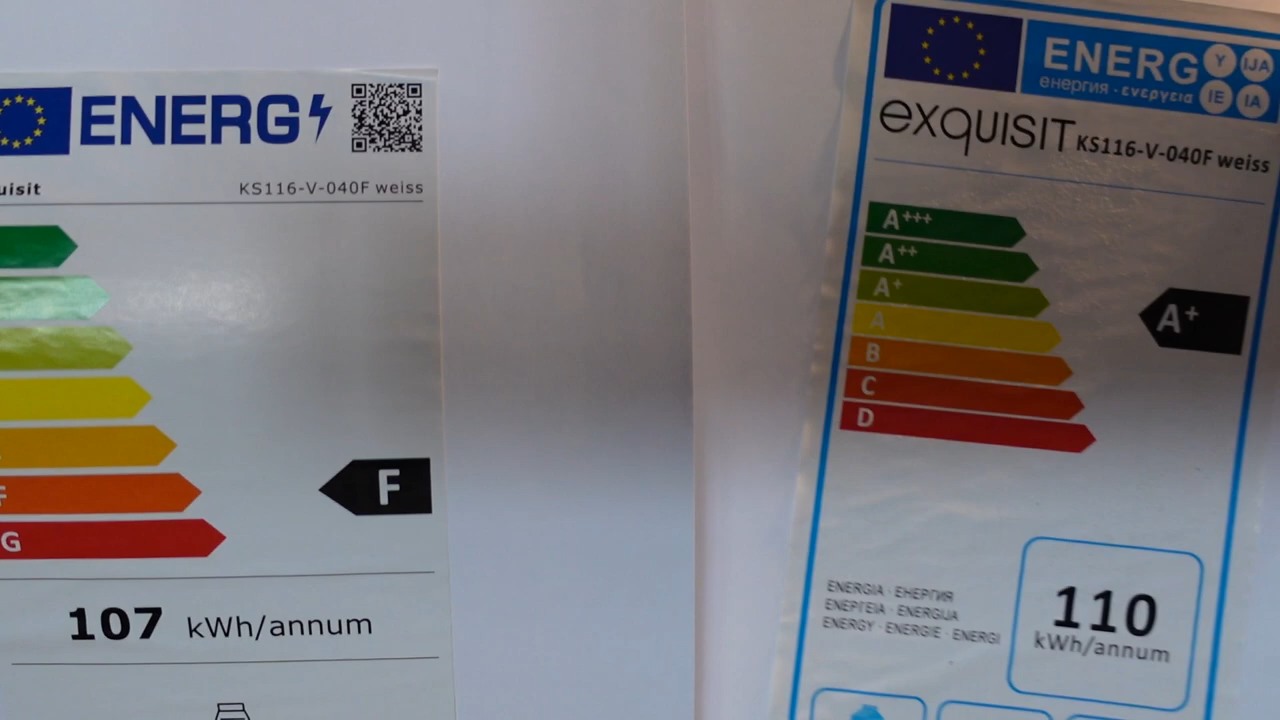 ENERG
uisit KS116-V-040F weiss
F
F
G
107 kWh/annum
ENERG Y IJA
енергия · ενεργεια IE IA
exquisit KS116-V-040F weiss
A+++
A++
A+
A
B
C
D
A+
ENERGIA · ЕНЕРГИЯ
ΕΝΕΡΓΕΙΑ · ENERGIJA
ENERGY · ENERGIE · ENERGI
110
kWh/annum